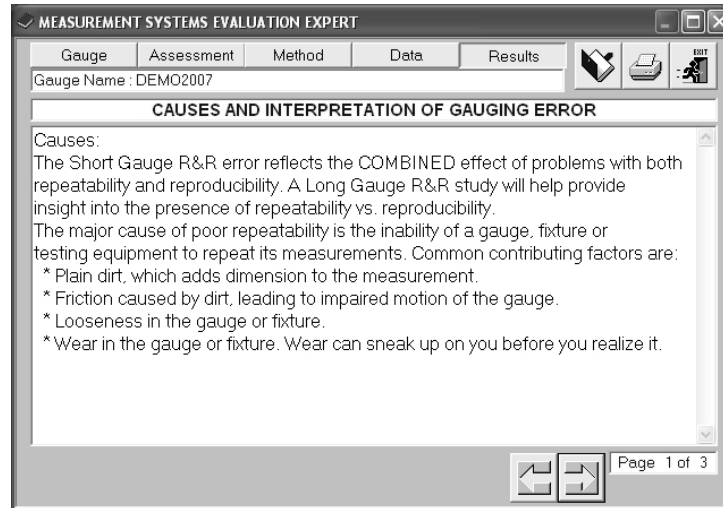 MEASUREMENT SYSTEMS EVALUATION EXPERT
Gauge Assessment Method Data Results EXIT
Gauge Name : DEMO2007
CAUSES AND INTERPRETATION OF GAUGING ERROR
Causes:
The Short Gauge R&R error reflects the COMBINED effect of problems with both
repeatability and reproducibility. A Long Gauge R&R study will help provide
insight into the presence of repeatability vs. reproducibility.
The major cause of poor repeatability is the inability of a gauge, fixture or
testing equipment to repeat its measurements. Common contributing factors are:
* Plain dirt, which adds dimension to the measurement.
* Friction caused by dirt, leading to impaired motion of the gauge.
* Looseness in the gauge or fixture.
* Wear in the gauge or fixture. Wear can sneak up on you before you realize it.
Page 1 of 3